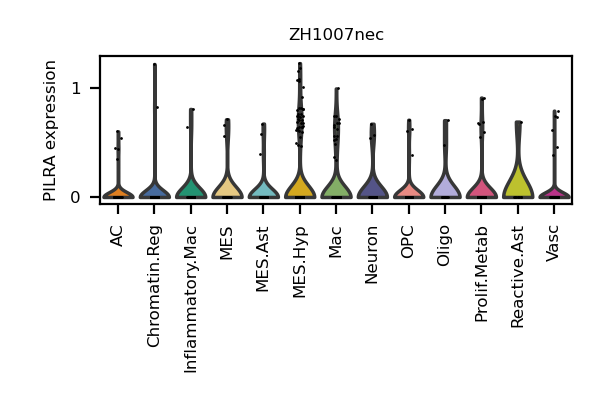 ZH1007nec
PILRA expression
1
0
AC
Chromatin.Reg
Inflammatory.Mac
MES
MES.Ast
MES.Hyp
Mac
Neuron
OPC
Oligo
Prolif.Metab
Reactive.Ast
Vasc